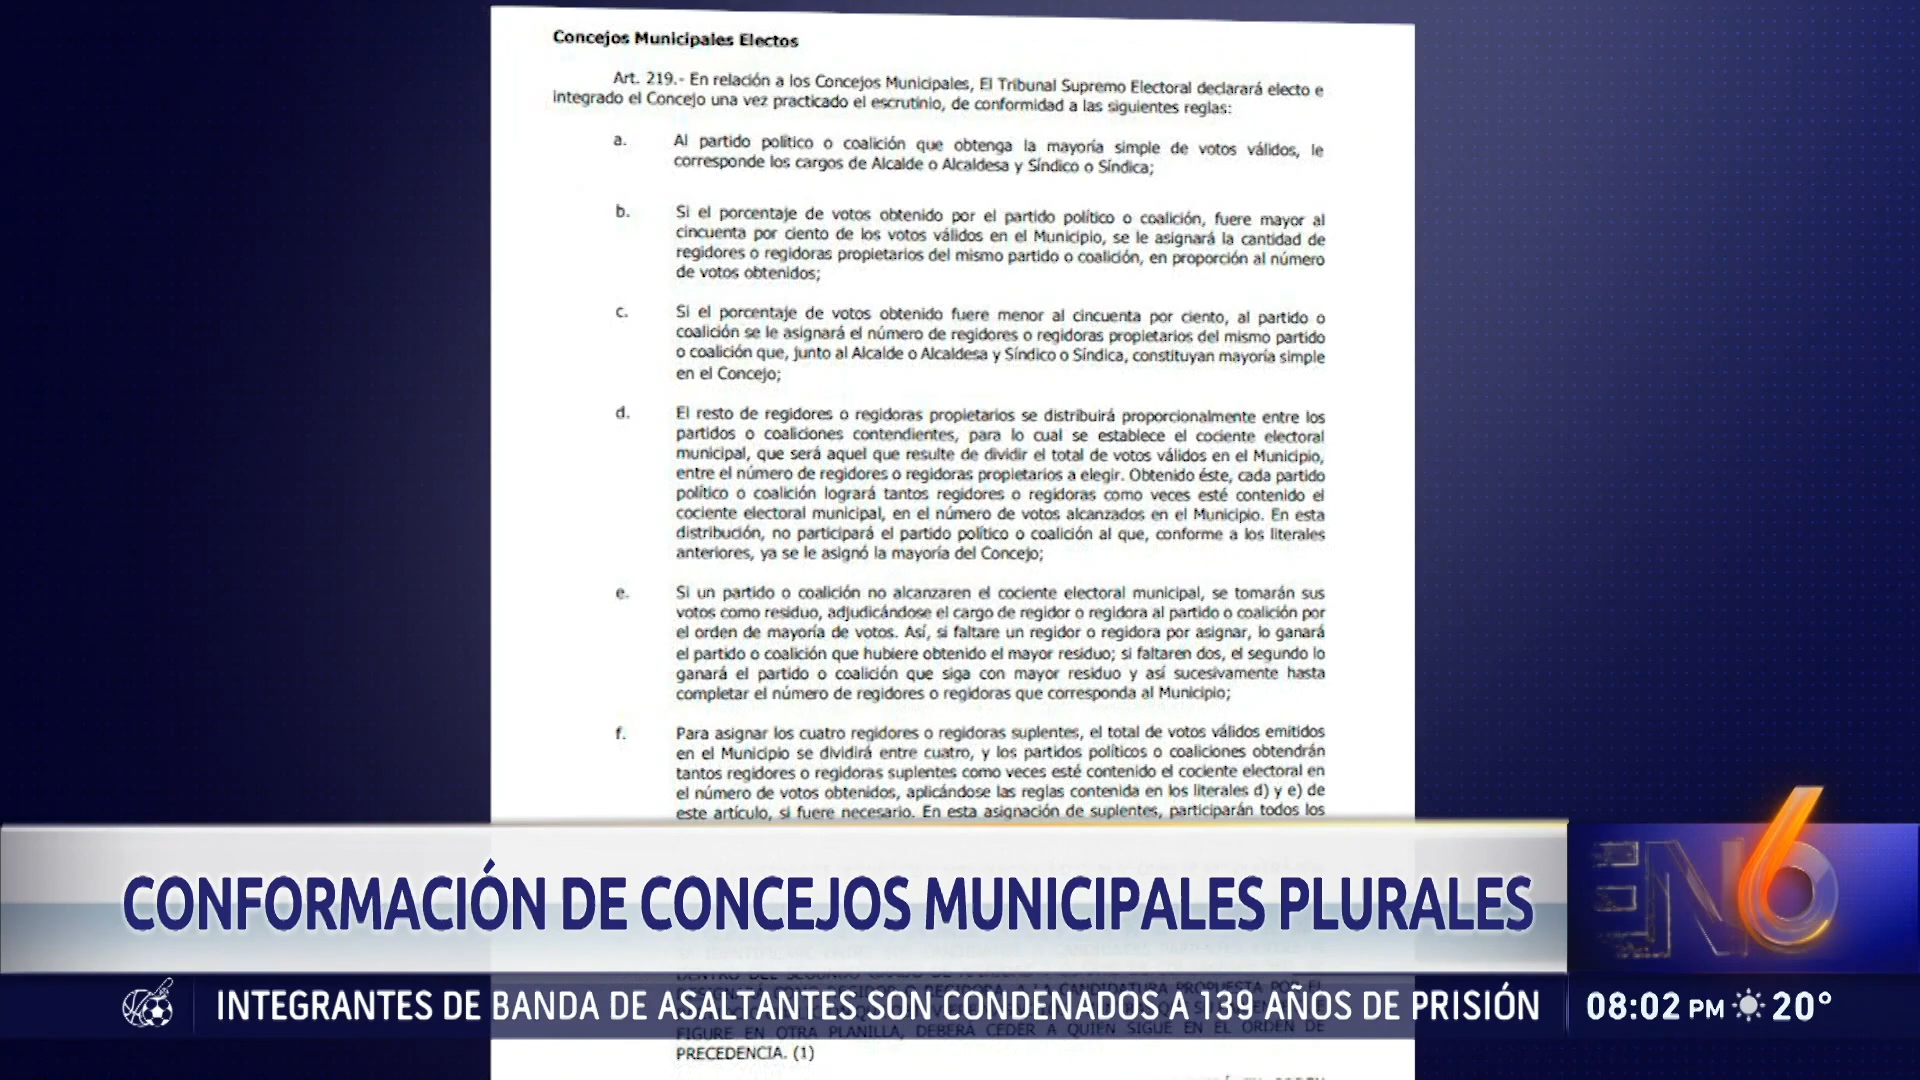 Concejos Municipales Electos
Art. 219.- En relación a los Concejos Municipales, El Tribunal Supremo Electoral declarará electo e
integrado el Concejo una vez practicado el escrutinio, de conformidad a las siguientes reglas:
a. Al partido político o coalición que obtenga la mayoría simple de votos válidos, le
corresponde los cargos de Alcalde o Alcaldesa y Síndico o Síndica;
b. Si el porcentaje de votos obtenido por el partido político o coalición, fuere mayor al
cincuenta por ciento de los votos válidos en el Municipio, se le asignará la cantidad de
regidores o regidoras propietarios del mismo partido o coalición, en proporción al número
de votos obtenidos;
c. Si el porcentaje de votos obtenido fuere menor al cincuenta por ciento, al partido o
coalición se le asignará el número de regidores o regidoras propietarios del mismo partido
o coalición que, junto al Alcalde o Alcaldesa y Síndico o Síndica, constituyan mayoría simple
en el Concejo;
d. El resto de regidores o regidoras propietarios se distribuirá proporcionalmente entre los
partidos o coaliciones contendientes, para lo cual se establece el cociente electoral
municipal, que será aquel que resulte de dividir el total de votos válidos en el Municipio,
entre el número de regidores o regidoras propietarios a elegir. Obtenido éste, cada partido
político o coalición logrará tantos regidores o regidoras como veces esté contenido el
cociente electoral municipal, en el número de votos alcanzados en el Municipio. En esta
distribución, no participará el partido político o coalición al que, conforme a los literales
anteriores, ya se le asignó la mayoría del Concejo;
e. Si un partido o coalición no alcanzaren el cociente electoral municipal, se tomarán sus
votos como residuo, adjudicándose el cargo de regidor o regidora al partido o coalición por
el orden de mayoría de votos. Así, si faltare un regidor o regidora por asignar, lo ganará
el partido o coalición que hubiere obtenido el mayor residuo; si faltaren dos, el segundo lo
ganará el partido o coalición que siga con mayor residuo y así sucesivamente hasta
completar el número de regidores o regidoras que corresponda al Municipio;
f. Para asignar los cuatro regidores o regidoras suplentes, el total de votos válidos emitidos
en el Municipio se dividirá entre cuatro, y los partidos políticos o coaliciones obtendrán
tantos regidores o regidoras suplentes como veces esté contenido el cociente electoral en
el número de votos obtenidos, aplicándose las reglas contenida en los literales d) y e) de
este artículo, si fuere necesario. En esta asignación de suplentes, participarán todos los
CONFORMACIÓN DE CONCEJOS MUNICIPALES PLURALES
EN6
INTEGRANTES DE BANDA DE ASALTANTES SON CONDENADOS A 139 AÑOS DE PRISIÓN
08:02 PM 20°
FIGURE EN OTRA PLANILLA, DEBERÁ CEDER A QUIEN SIGUE EN EL ORDEN DE
PRECEDENCIA. (1)